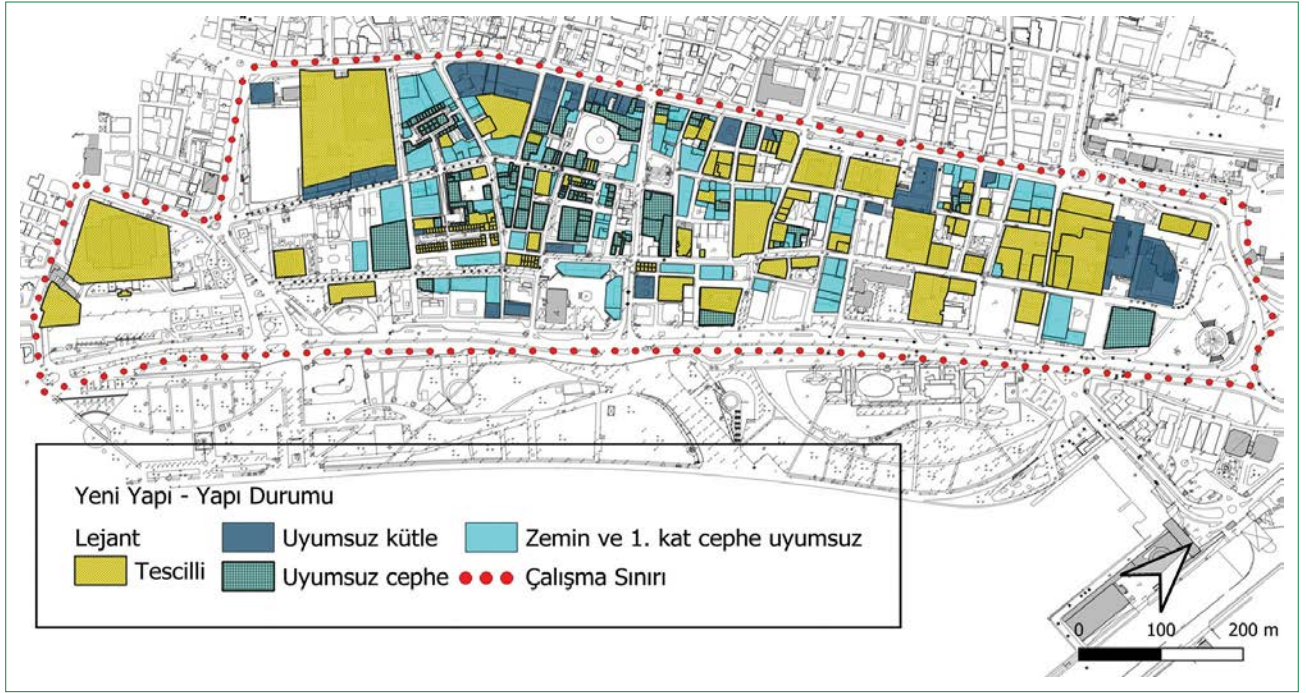 Yeni Yapı - Yapı Durumu
Lejant
Tescilli
Uyumsuz kütle
Uyumsuz cephe
Zemin ve 1. kat cephe uyumsuz
Çalışma Sınırı
0 100 200 m